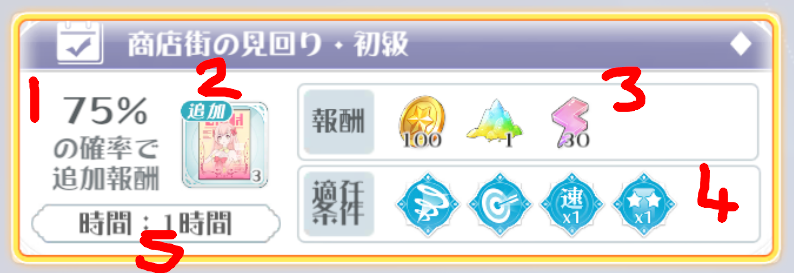 商店街の見回り・初級
1
75%
の確率で
追加報酬
2
追加
3
時間：1時間
5
報酬
100
1
30
3
適任
条件
速
x1
x1
4